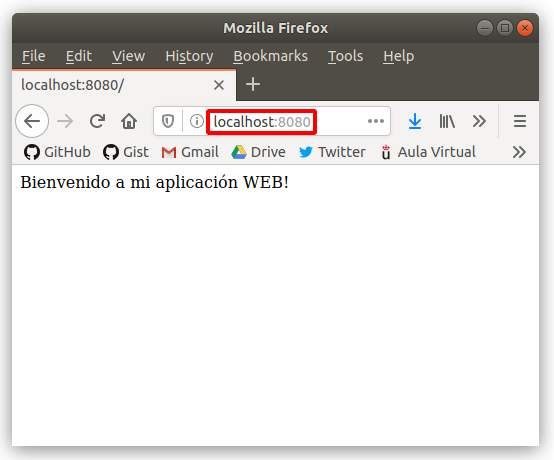 Mozilla Firefox
File Edit View History Bookmarks Tools Help
localhost:8080/
localhost:8080
GitHub Gist Gmail Drive Twitter Aula Virtual
Bienvenido a mi aplicación WEB!